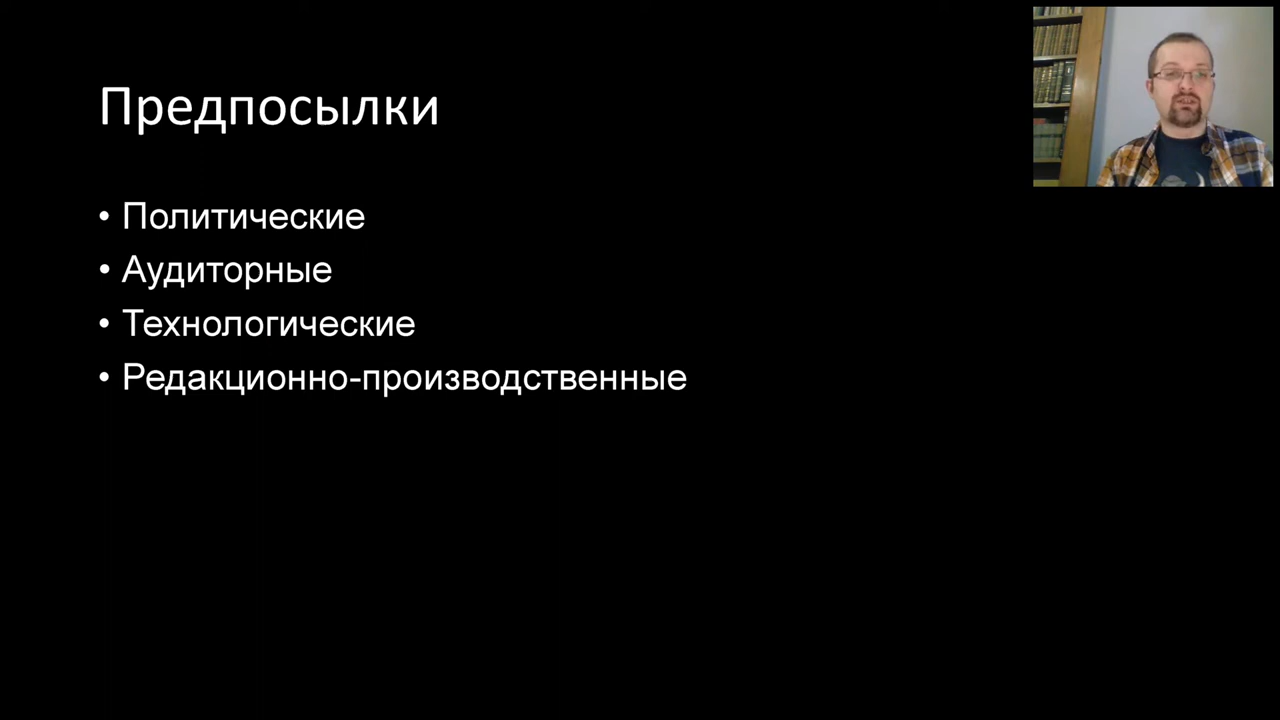 Предпосылки
• Политические
• Аудиторные
• Технологические
• Редакционно-производственные